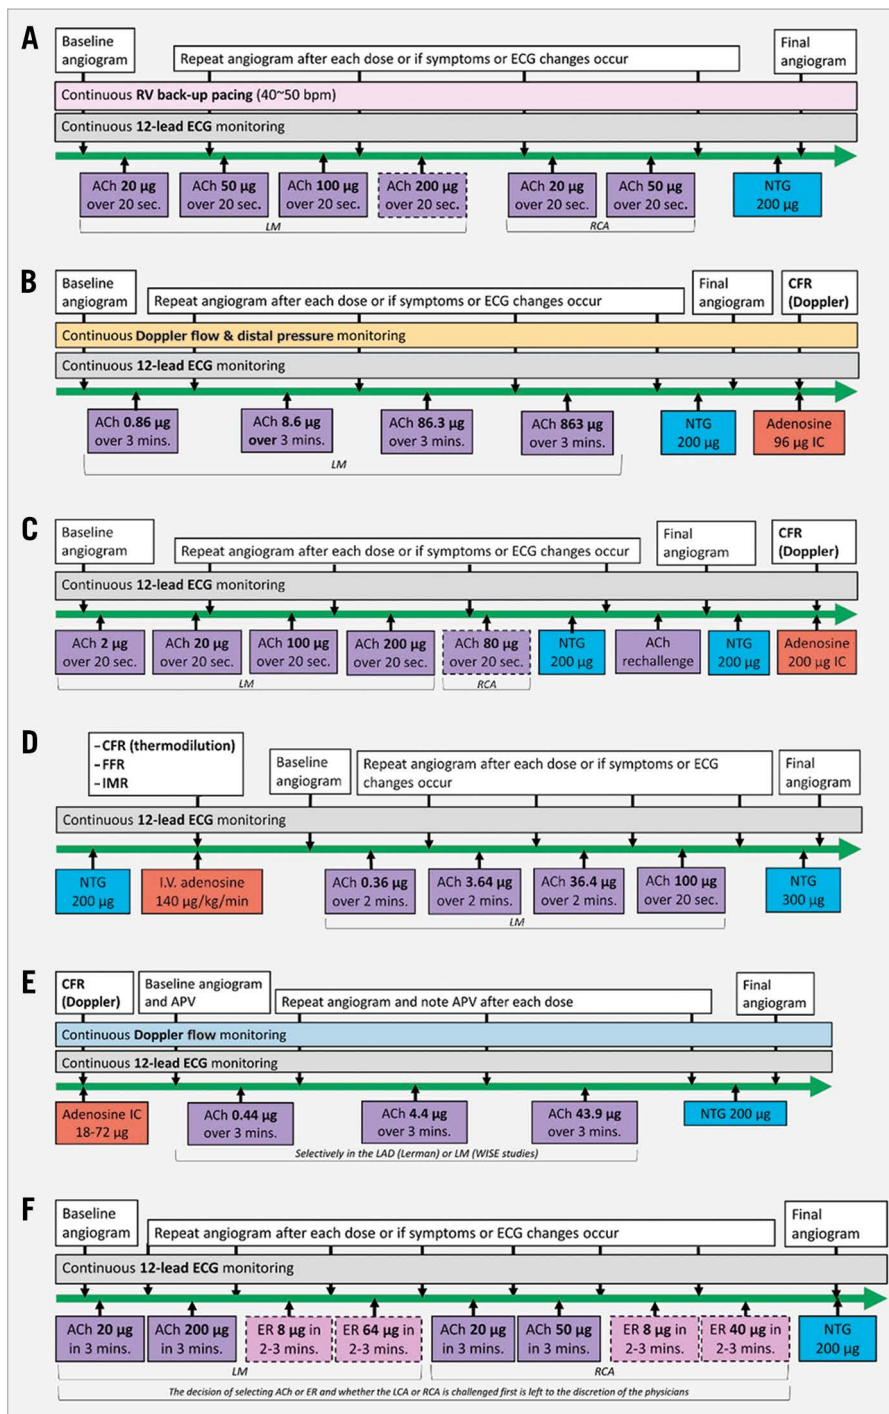 A
Baseline
angiogram
Repeat angiogram after each dose or if symptoms or ECG changes occur
Final
angiogram
Continuous RV back-up pacing (40~50 bpm)
Continuous 12-lead ECG monitoring
ACh 20 µg
over 20 sec.
ACh 50 µg
over 20 sec.
ACh 100 µg
over 20 sec.
ACh 200 µg
over 20 sec.
ACh 20 µg
over 20 sec.
ACh 50 µg
over 20 sec.
NTG
200 µg
LM
RCA
B
Baseline
angiogram
Repeat angiogram after each dose or if symptoms or ECG changes occur
Final
angiogram
CFR
(Doppler)
Continuous Doppler flow & distal pressure monitoring
Continuous 12-lead ECG monitoring
ACh 0.86 µg
over 3 mins.
ACh 8.6 µg
over 3 mins.
ACh 86.3 µg
over 3 mins.
ACh 863 µg
over 3 mins.
NTG
200 µg
Adenosine
96 µg IC
LM
C
Baseline
angiogram
Repeat angiogram after each dose or if symptoms or ECG changes occur
Final
angiogram
CFR
(Doppler)
Continuous 12-lead ECG monitoring
ACh 2 µg
over 20 sec.
ACh 20 µg
over 20 sec.
ACh 100 µg
over 20 sec.
ACh 200 µg
over 20 sec.
ACh 80 µg
over 20 sec.
NTG
200 µg
ACh
rechallenge
NTG
200 µg
Adenosine
200 µg IC
LM
RCA
D
–CFR (thermodilution)
–FFR
–IMR
Baseline
angiogram
Repeat angiogram after each dose or if symptoms or ECG
changes occur
Final
angiogram
Continuous 12-lead ECG monitoring
NTG
200 µg
I.V. adenosine
140 µg/kg/min
ACh 0.36 µg
over 2 mins.
ACh 3.64 µg
over 2 mins.
ACh 36.4 µg
over 2 mins.
ACh 100 µg
over 20 sec.
NTG
300 µg
LM
E
CFR
(Doppler)
Baseline angiogram
and APV
Repeat angiogram and note APV after each dose
Final
angiogram
Continuous Doppler flow monitoring
Continuous 12-lead ECG monitoring
Adenosine IC
18-72 µg
ACh 0.44 µg
over 3 mins.
ACh 4.4 µg
over 3 mins.
ACh 43.9 µg
over 3 mins.
NTG 200 µg
Selectively in the LAD (Lerman) or LM (WISE studies)
F
Baseline
angiogram
Repeat angiogram after each dose or if symptoms or ECG changes occur
Final
angiogram
Continuous 12-lead ECG monitoring
ACh 20 µg
in 3 mins.
ACh 200 µg
in 3 mins.
ER 8 µg in
2-3 mins.
ER 64 µg in
2-3 mins.
ACh 20 µg
in 3 mins.
ACh 50 µg
in 3 mins.
ER 8 µg in
2-3 mins.
ER 40 µg in
2-3 mins.
NTG
200 µg
LM
RCA
The decision of selecting ACh or ER and whether the LCA or RCA is challenged first is left to the discretion of the physicians